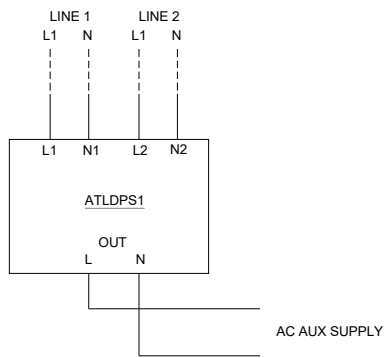 LINE 1 LINE 2
L1 N L1 N
L1 N1 L2 N2
ATLDPS1
OUT
L N
AC AUX SUPPLY